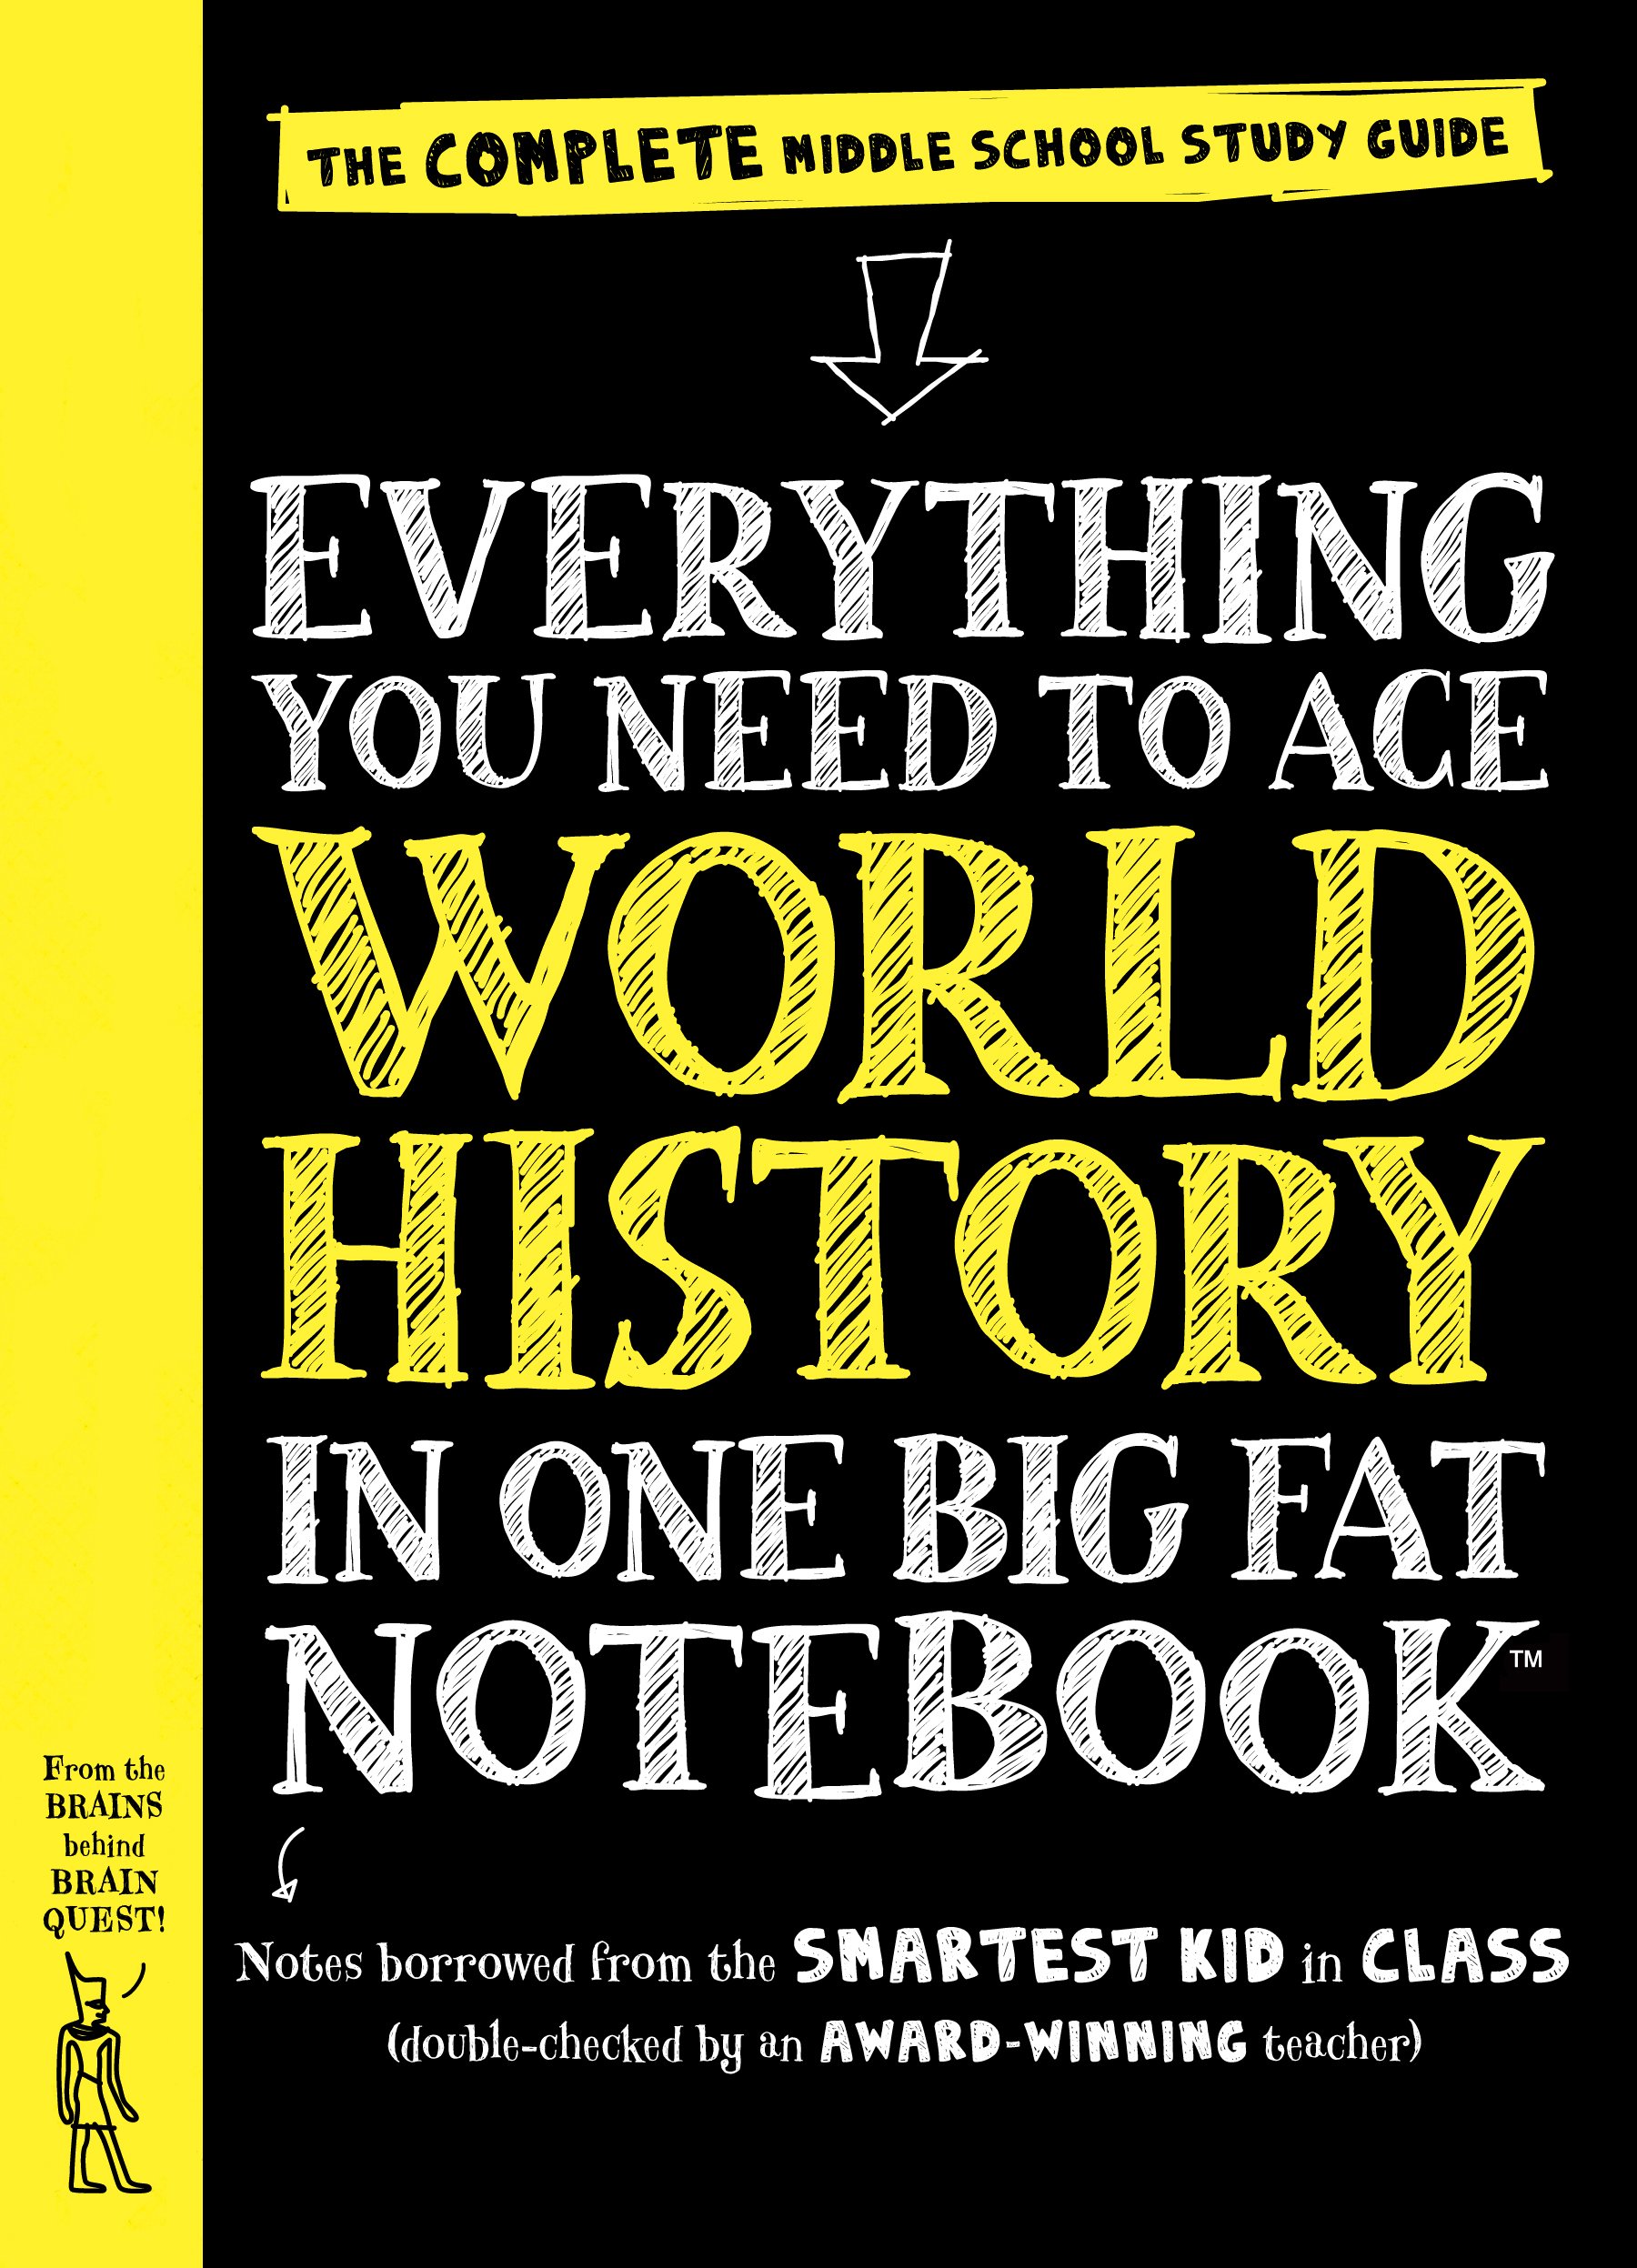 THE COMPLETE MIDDLE SCHOOL STUDY GUIDE
EVERYTHING
YOU NEED TO ACE
WORLD
HISTORY
IN ONE BIG FAT
NOTEBOOK™
From the
BRAINS
behind
BRAIN
QUEST!
Notes borrowed from the SMARTEST KID in CLASS
(double-checked by an AWARD-WINNING teacher)